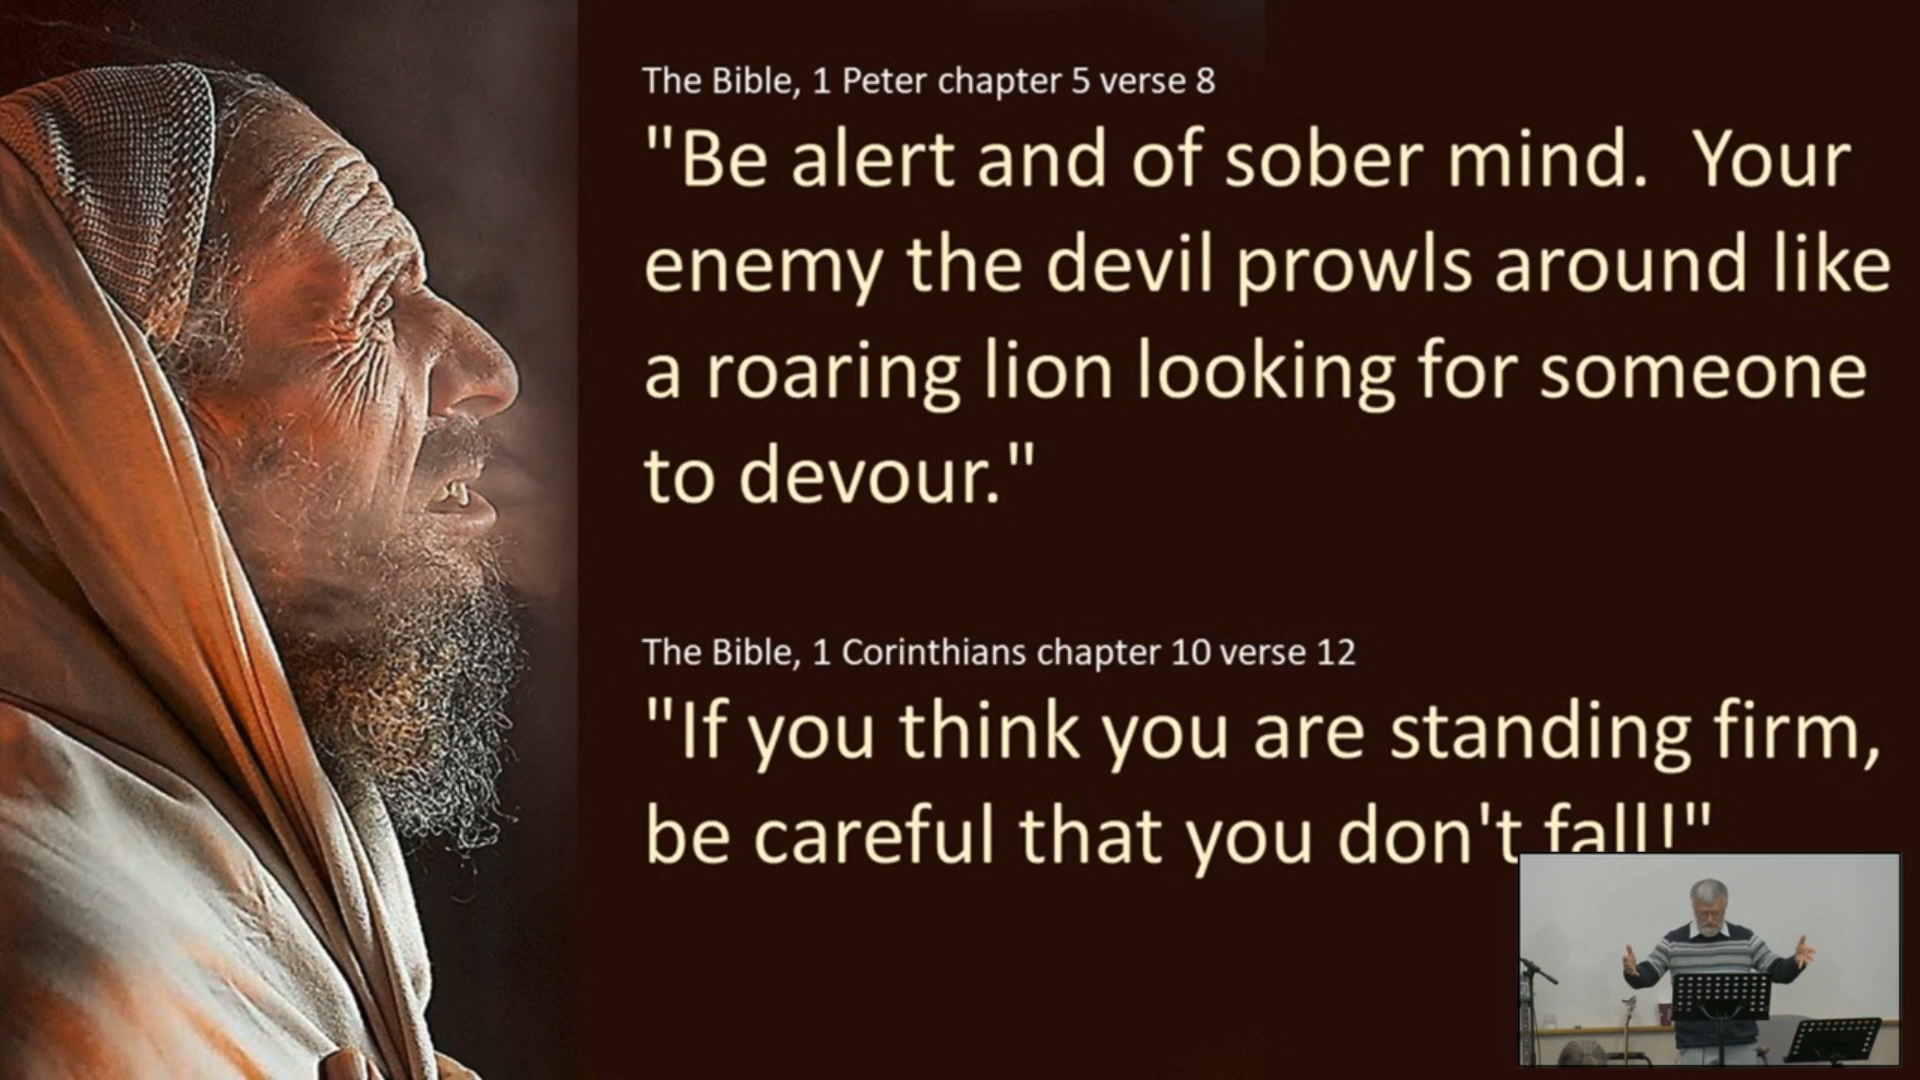 The Bible, 1 Peter chapter 5 verse 8
"Be alert and of sober mind.  Your
enemy the devil prowls around like
a roaring lion looking for someone
to devour."
The Bible, 1 Corinthians chapter 10 verse 12
"If you think you are standing firm,
be careful that you don't fall!"